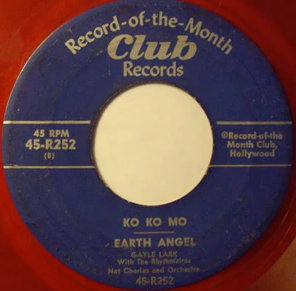 Record-of-the-Month
Club
Records
45 RPM
45-R252
(B)
®Record-of-the
Month Club,
Hollywood
KO KO MO
EARTH ANGEL
GAYLE LARK
With The Rhythmizers
Nat Charles and Orchestra
45-R252